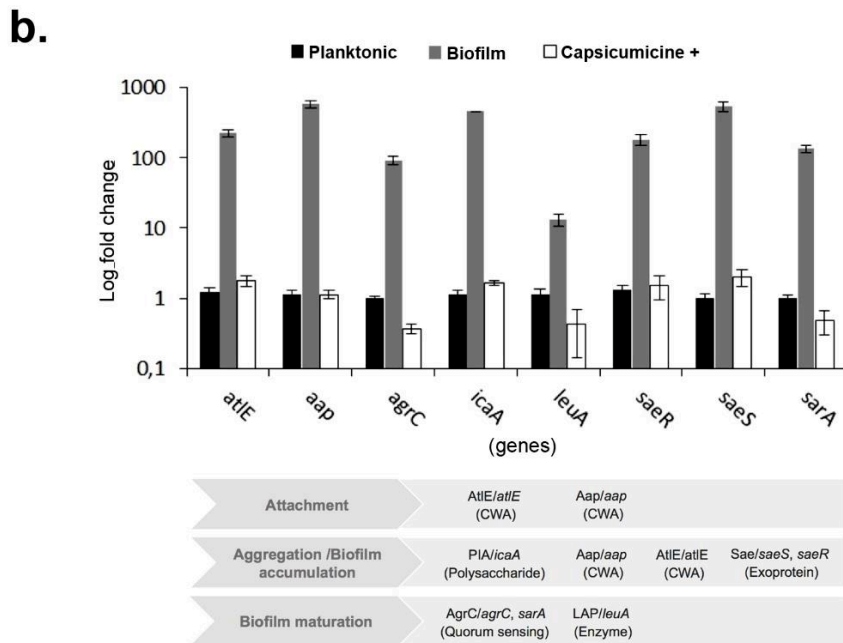 b.
Planktonic Biofilm Capsicumicine +
Log_fold change
1000
100
10
1
0,1
atlE aap agrC icaA leuA saeR saeS sarA
(genes)
Attachment
AtlE/atlE Aap/aap
(CWA) (CWA)
Aggregation /Biofilm
accumulation
PIA/icaA Aap/aap AtlE/atlE Sae/saeS, saeR
(Polysaccharide) (CWA) (CWA) (Exoprotein)
Biofilm maturation
AgrC/agrC, sarA LAP/leuA
(Quorum sensing) (Enzyme)